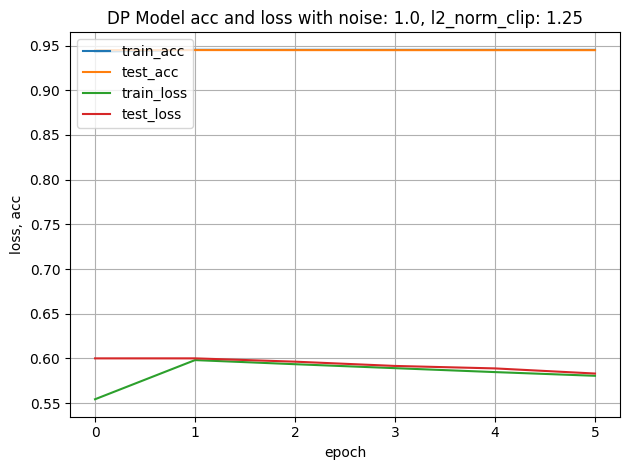 DP Model acc and loss with noise: 1.0, l2_norm_clip: 1.25
train_acc
test_acc
train_loss
test_loss
0.95
0.90
0.85
0.80
0.75
0.70
0.65
0.60
0.55
loss, acc
0 1 2 3 4 5
epoch